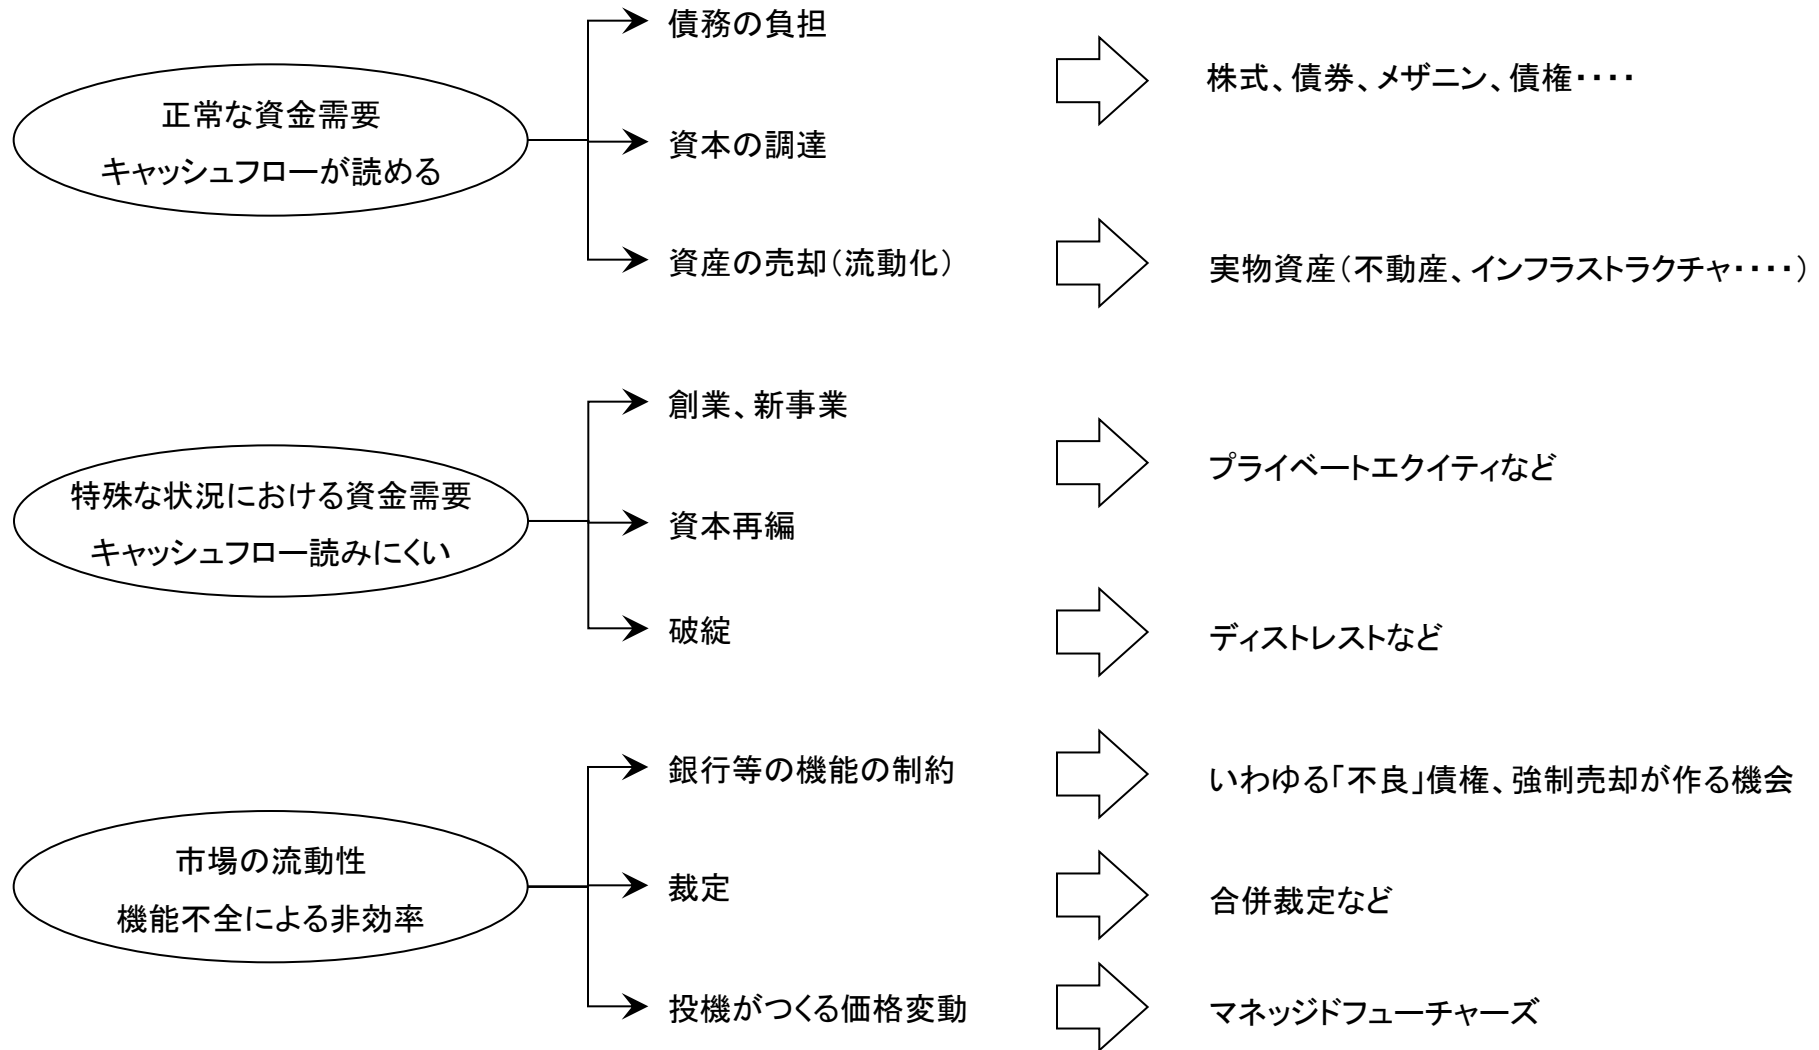 正常な資金需要
キャッシュフローが読める
債務の負担
資本の調達
資産の売却(流動化)
株式、債券、メザニン、債権・・・・
実物資産(不動産、インフラストラクチャ・・・・)
特殊な状況における資金需要
キャッシュフロー読みにくい
創業、新事業
資本再編
破綻
プライベートエクイティなど
ディストレストなど
市場の流動性
機能不全による非効率
銀行等の機能の制約
裁定
投機がつくる価格変動
いわゆる「不良」債権、強制売却が作る機会
合併裁定など
マネッジドフューチャーズ